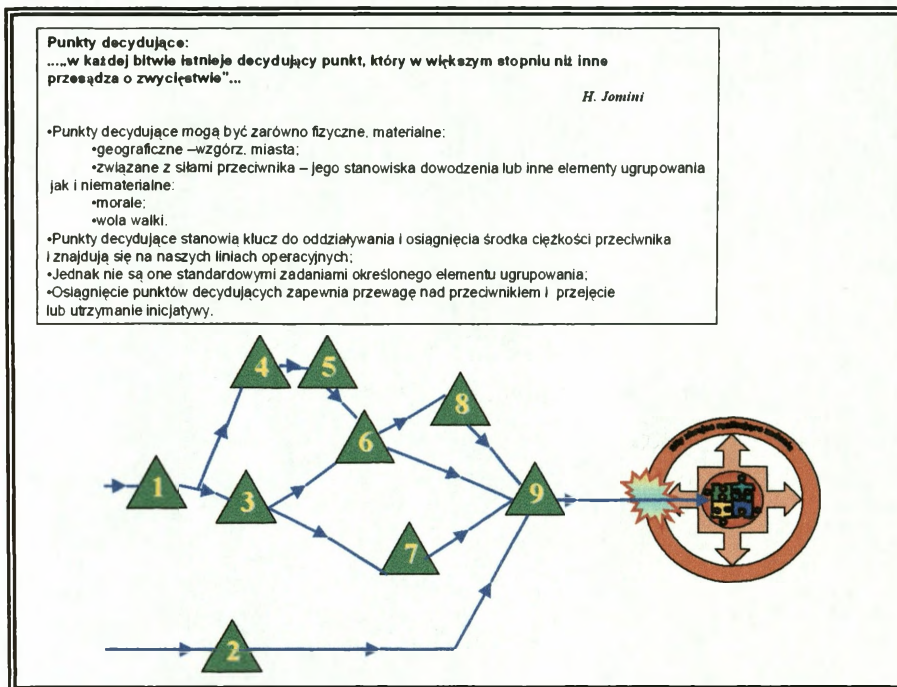 Punkty decydujące:
....„w każdej bitwie istnieje decydujący punkt, który w większym stopniu niż inne
przesądza o zwycięstwie"...
H. Jomini
•Punkty decydujące mogą być zarówno fizyczne, materialne:
•geograficzne –wzgórz, miasta;
•związane z siłami przeciwnika – jego stanowiska dowodzenia lub inne elementy ugrupowania
jak i niematerialne:
•morale;
•wola walki.
•Punkty decydujące stanowią klucz do oddziaływania i osiągnięcia środka ciężkości przeciwnika
i znajdują się na naszych liniach operacyjnych;
•Jednak nie są one standardowymi zadaniami określonego elementu ugrupowania;
•Osiągnięcie punktów decydujących zapewnia przewagę nad przeciwnikiem i przejęcie
lub utrzymanie inicjatywy.
4
5
8
6
1
3
9
7
2